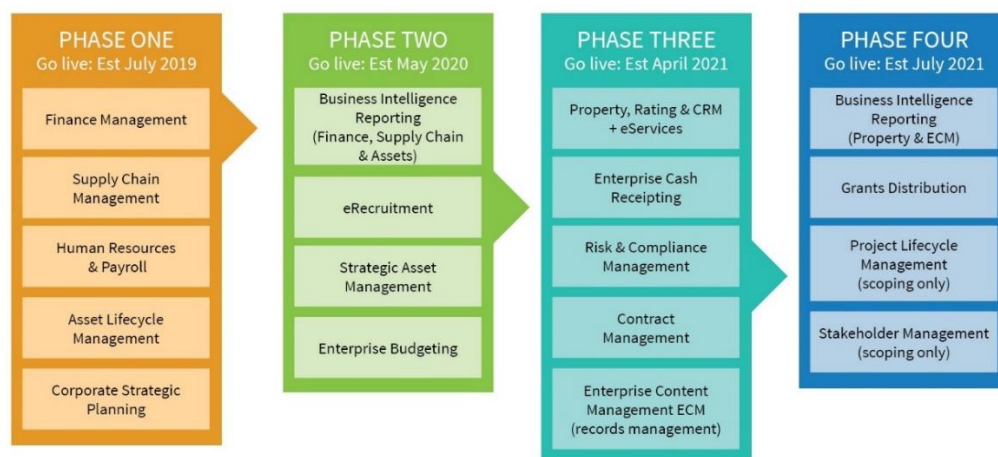 PHASE ONE
Go live: Est July 2019
Finance Management
Supply Chain
Management
Human Resources
& Payroll
Asset Lifecycle
Management
Corporate Strategic
Planning
PHASE TWO
Go live: Est May 2020
Business Intelligence
Reporting
(Finance, Supply Chain
& Assets)
eRecruitment
Strategic Asset
Management
Enterprise Budgeting
PHASE THREE
Go live: Est April 2021
Property, Rating & CRM
+ eServices
Enterprise Cash
Receipting
Risk & Compliance
Management
Contract
Management
Enterprise Content
Management ECM
(records management)
PHASE FOUR
Go live: Est July 2021
Business Intelligence
Reporting
(Property & ECM)
Grants Distribution
Project Lifecycle
Management
(scoping only)
Stakeholder Management
(scoping only)